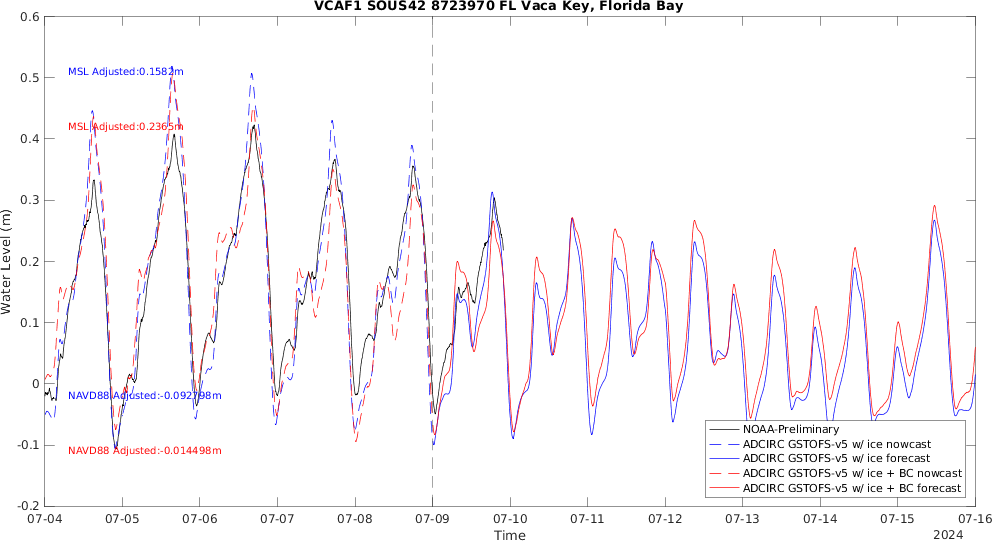 VCAF1 SOUS42 8723970 FL Vaca Key, Florida Bay
0.6
0.5
0.4
0.3
0.2
0.1
0
-0.1
-0.2
Water Level (m)
MSL Adjusted:0.1582m
MSL Adjusted:0.2365m
NAVD88 Adjusted:-0.092798m
NAVD88 Adjusted:-0.014498m
NOAA-Preliminary
ADCIRC GSTOFS-v5 w/ ice nowcast
ADCIRC GSTOFS-v5 w/ ice forecast
ADCIRC GSTOFS-v5 w/ ice + BC nowcast
ADCIRC GSTOFS-v5 w/ ice + BC forecast
07-04 07-05 07-06 07-07 07-08 07-09 07-10 07-11 07-12 07-13 07-14 07-15 07-16
Time
2024